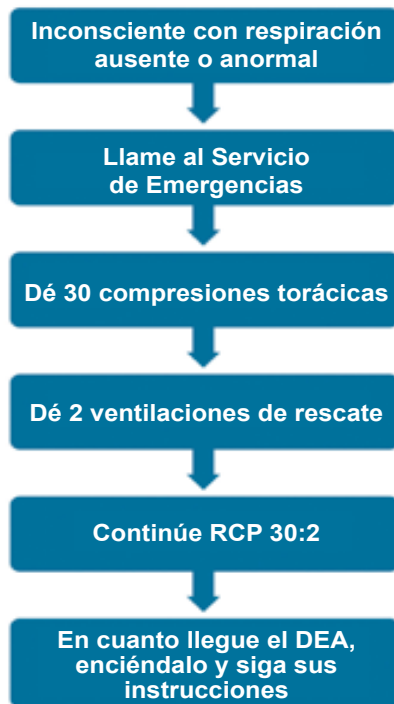 Inconsciente con respiración
ausente o anormal
Llame al Servicio
de Emergencias
Dé 30 compresiones torácicas
Dé 2 ventilaciones de rescate
Continúe RCP 30:2
En cuanto llegue el DEA,
enciéndalo y siga sus
instrucciones